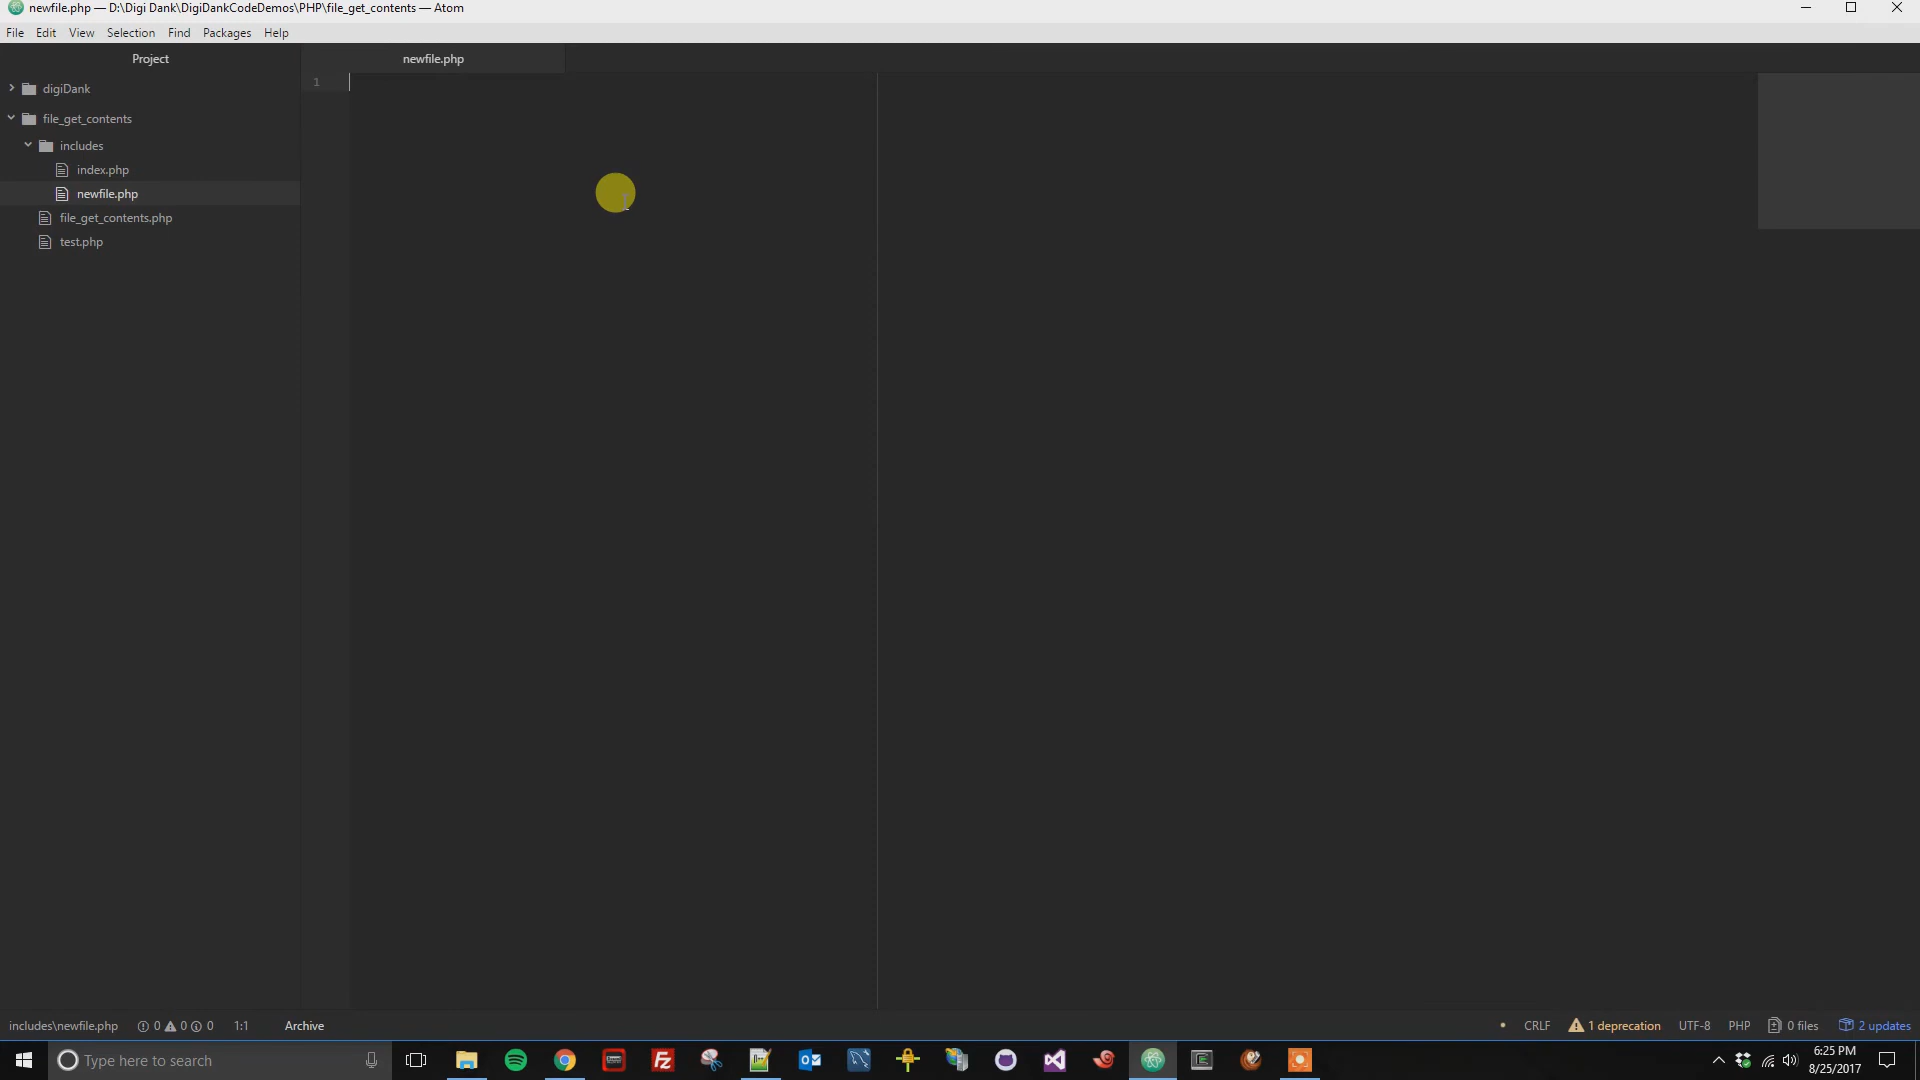 newfile.php — D:\Digi Dank\DigiDankCodeDemos\PHP\file_get_contents — Atom
File Edit View Selection Find Packages Help
Project
newfile.php
digiDank
1
file_get_contents
includes
index.php
newfile.php
file_get_contents.php
test.php
includes\newfile.php 0 0 0 1:1 Archive CRLF 1 deprecation UTF-8 PHP 0 files 2 updates
Type here to search
6:25 PM
8/25/2017